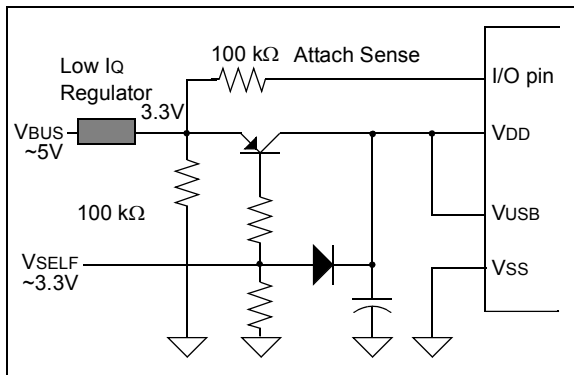 100 kΩ Attach Sense
I/O pin
Low IQ
Regulator
3.3V
VBUS
~5V
VDD
100 kΩ
VUSB
VSELF
~3.3V
VSS